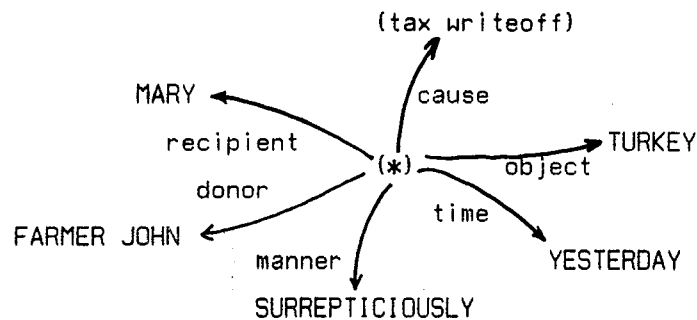 (tax writeoff)
MARY
cause
recipient
TURKEY
(*)
object
donor
time
FARMER JOHN
manner
YESTERDAY
SURREPTICIOUSLY